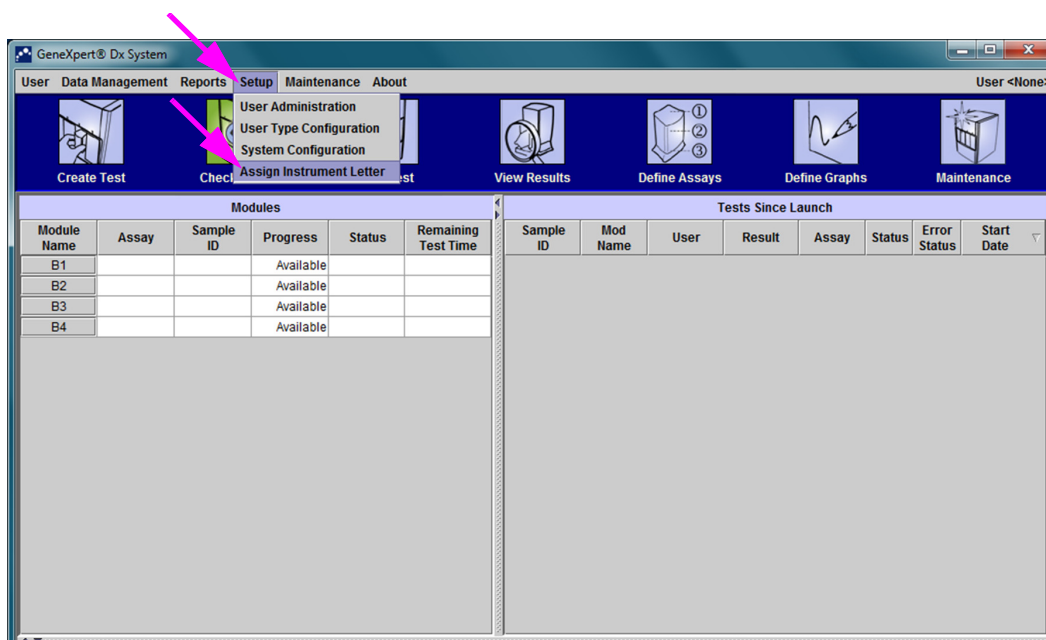 GeneXpert® Dx System
User Data Management Reports Setup Maintenance About User <None>
User Administration
User Type Configuration
System Configuration
Assign Instrument Letter
Create Test
View Results
Define Assays
Define Graphs
Maintenance
Modules
Module Name Assay Sample ID Progress Status Remaining Test Time
B1 Available
B2 Available
B3 Available
B4 Available
Tests Since Launch
Sample ID Mod Name User Result Assay Status Error Status Start Date